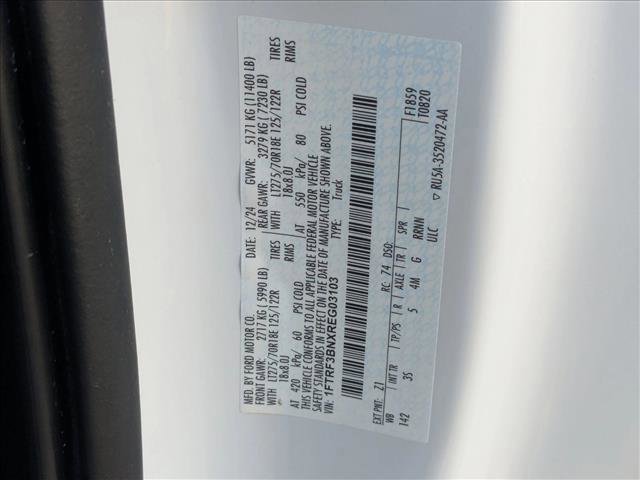 MFD. BY FORD MOTOR CO.
DATE: 12/24 GVWR: 5171 KG (11400 LB)
FRONT GAWR: 2717 KG (5990 LB) REAR GAWR: 3279 KG (7230 LB)
WITH LT275/70R18E 125/122R TIRES WITH LT275/70R18E 125/122R TIRES
18x8.0J RIMS 18x8.0J RIMS
AT 420 kPa/ 60 PSI COLD AT 550 kPa/ 80 PSI COLD
THIS VEHICLE CONFORMS TO ALL APPLICABLE FEDERAL MOTOR VEHICLE
SAFETY STANDARDS IN EFFECT ON THE DATE OF MANUFACTURE SHOWN ABOVE.
VIN: 1FTRF3BNXREG03103 TYPE: Truck
F1859
T0820
EXT PNT: Z1 RC: 74 DSO:
WB INT TR TP/PS R AXLE TR SPR
142 3S 5 4M G RRNN
ULC
▽ RU5A-3520472-AA